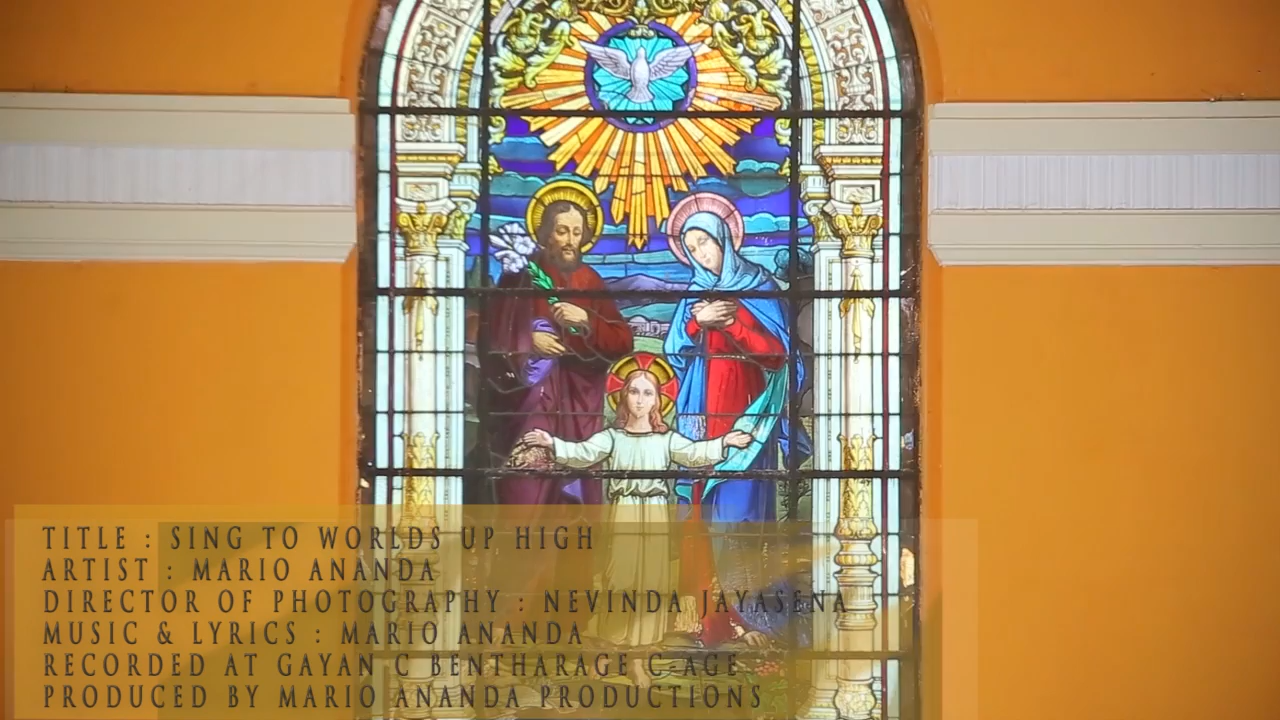 TITLE : SING TO WORLDS UP HIGH
ARTIST : MARIO ANANDA
DIRECTOR OF PHOTOGRAPHY : NEVINDA JAYASENA
MUSIC & LYRICS : MARIO ANANDA
RECORDED AT GAYAN C BENTHARAGE C-AGE
PRODUCED BY MARIO ANANDA PRODUCTIONS